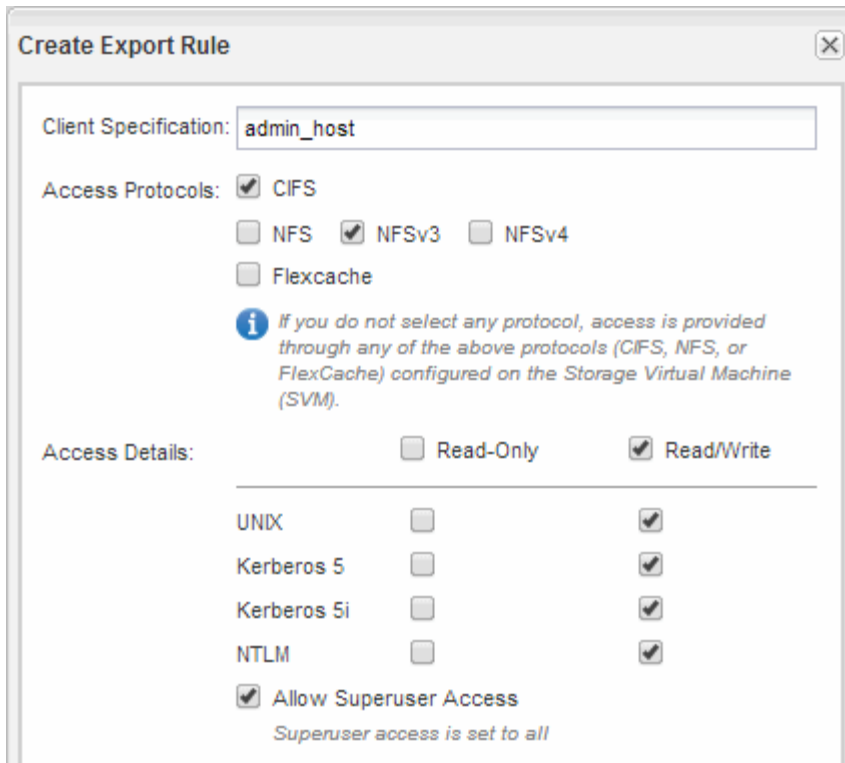 Create Export Rule
Client Specification: admin_host
Access Protocols: CIFS
NFS NFSv3 NFSv4
Flexcache
If you do not select any protocol, access is provided
through any of the above protocols (CIFS, NFS, or
FlexCache) configured on the Storage Virtual Machine
(SVM).
Access Details: Read-Only Read/Write
UNIX
Kerberos 5
Kerberos 5i
NTLM
Allow Superuser Access
Superuser access is set to all